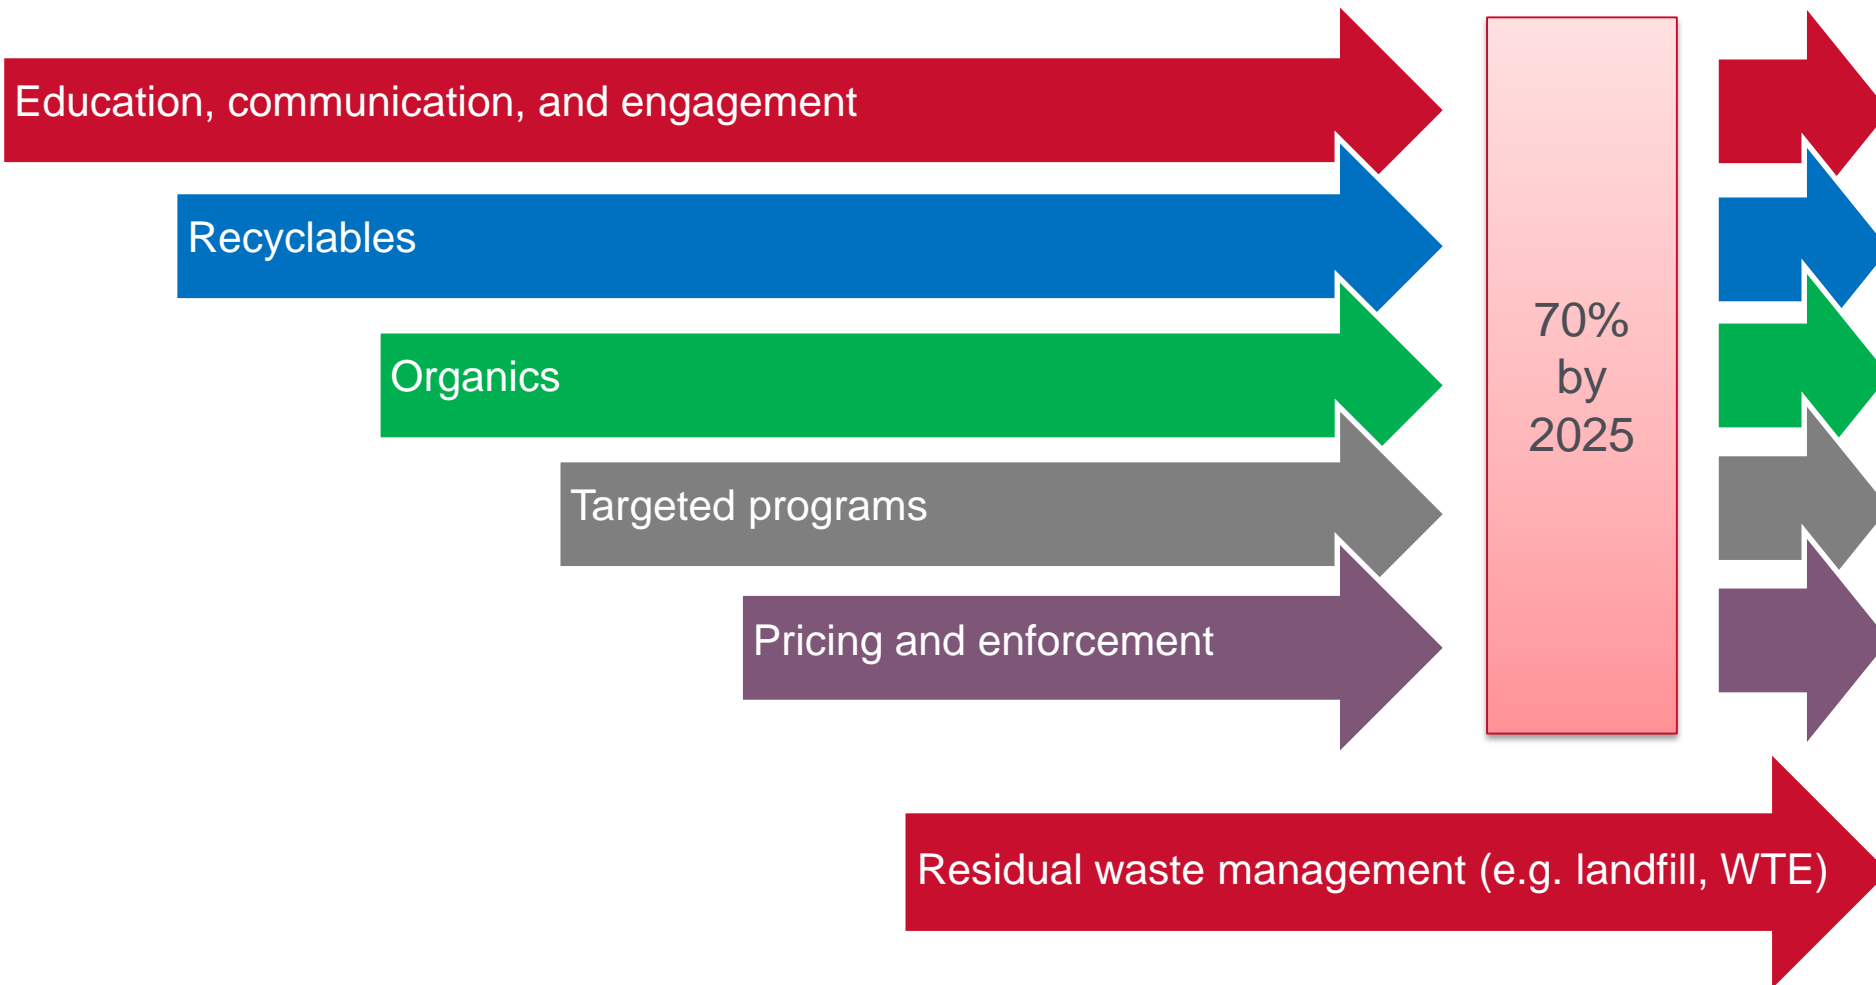 Education, communication, and engagement
Recyclables
Organics
Targeted programs
Pricing and enforcement
70%
by
2025
Residual waste management (e.g. landfill, WTE)